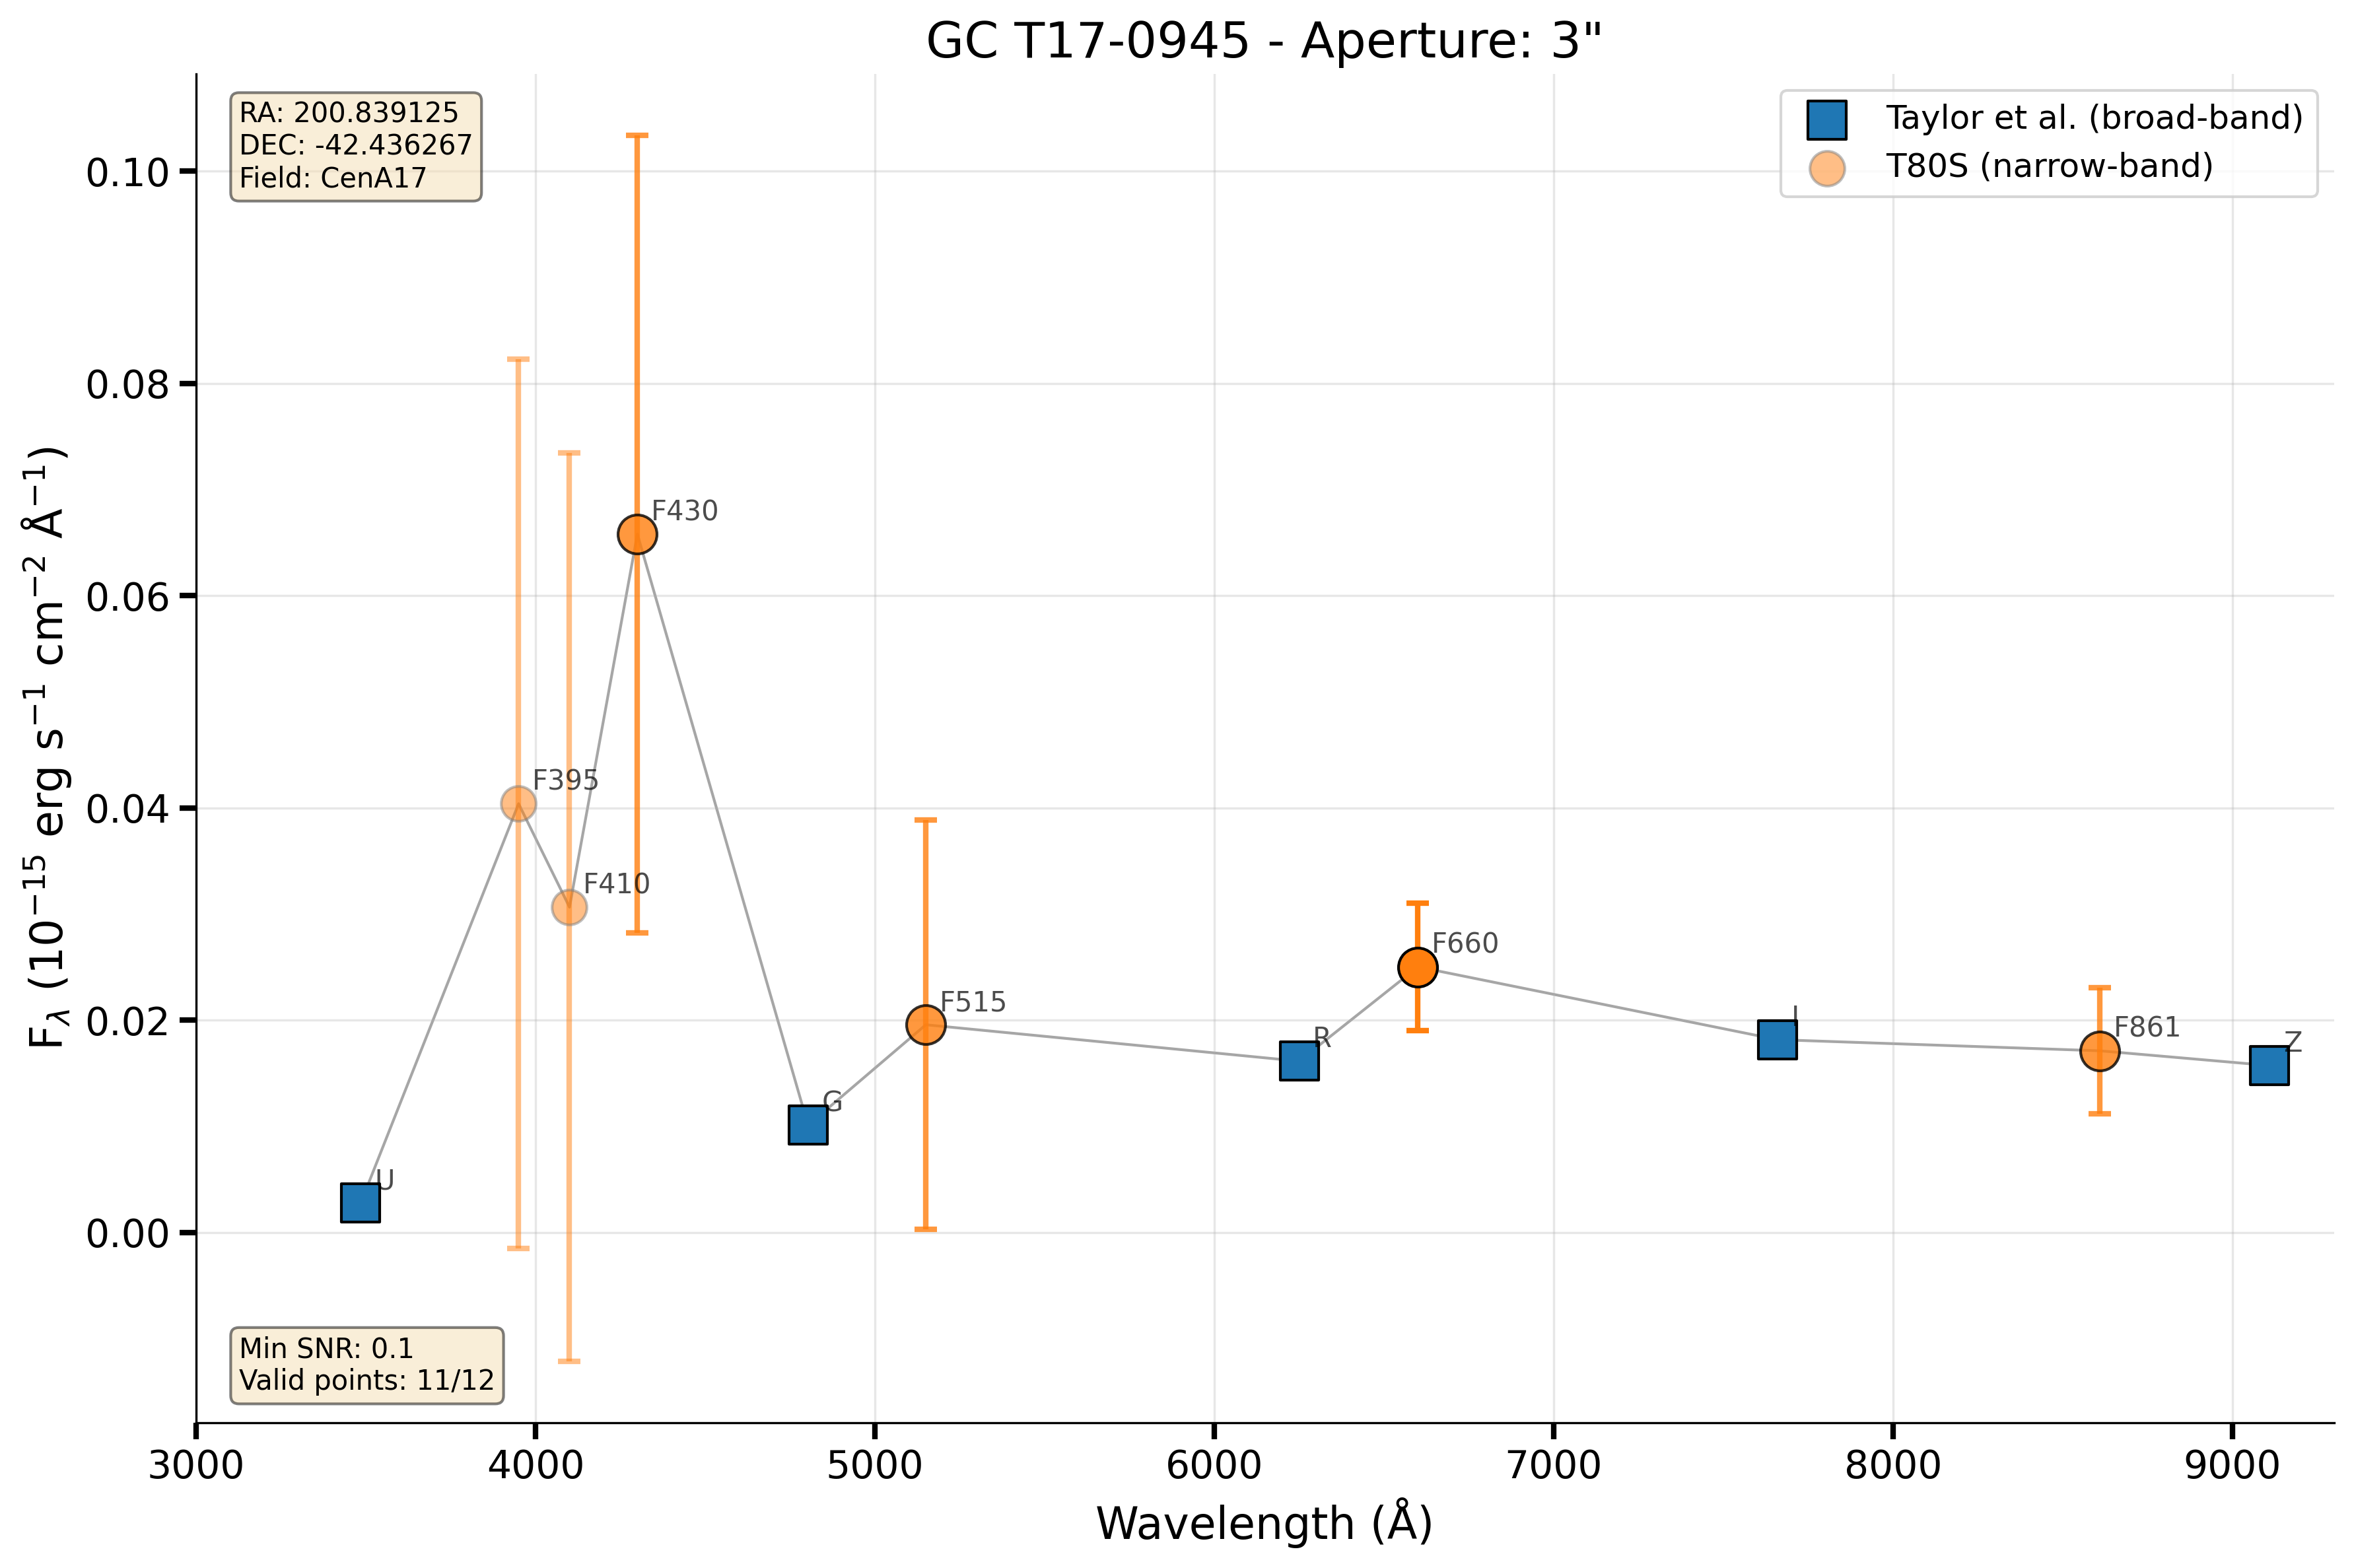 GC T17-0945 - Aperture: 3"
RA: 200.839125
DEC: -42.436267
Field: CenA17
Taylor et al. (broad-band)
T80S (narrow-band)
0.10
0.08
0.06
0.04
0.02
0.00
F_λ (10⁻¹⁵ erg s⁻¹ cm⁻² Å⁻¹)
F430
F395
F410
F660
F515
F861
R
I
Z
G
U
Min SNR: 0.1
Valid points: 11/12
3000 4000 5000 6000 7000 8000 9000
Wavelength (Å)